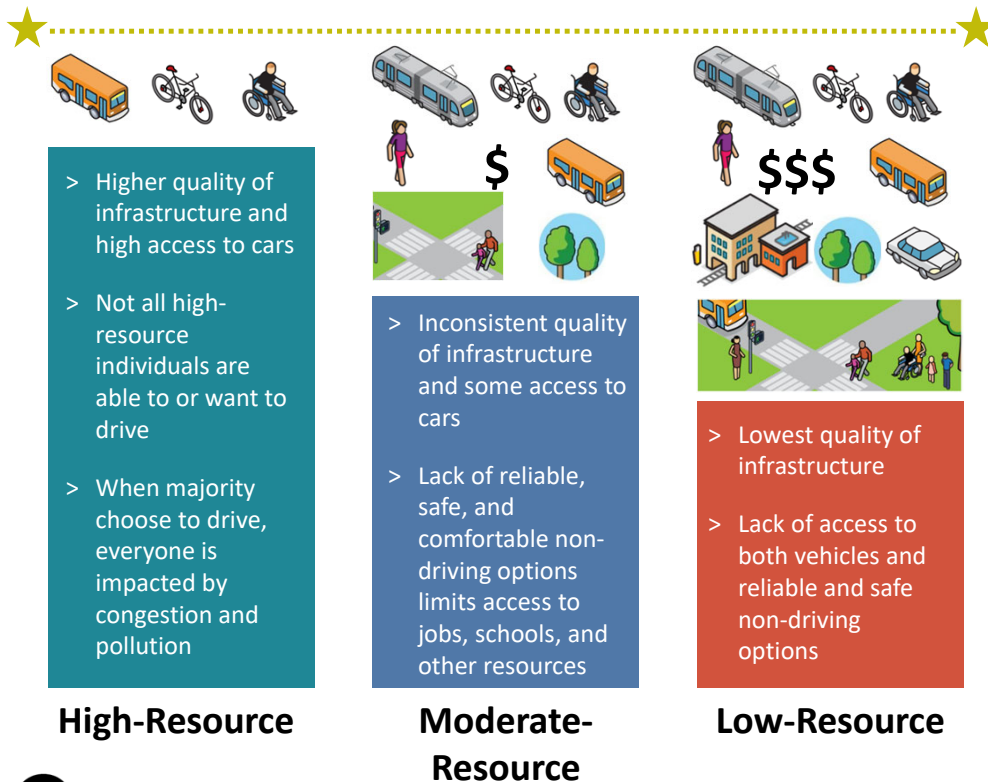 > Higher quality of
infrastructure and
high access to cars
> Not all high-
resource
individuals are
able to or want to
drive
> When majority
choose to drive,
everyone is
impacted by
congestion and
pollution
High-Resource
$
> Inconsistent quality
of infrastructure
and some access to
cars
> Lack of reliable,
safe, and
comfortable non-
driving options
limits access to
jobs, schools, and
other resources
Moderate-
Resource
$$$
> Lowest quality of
infrastructure
> Lack of access to
both vehicles and
reliable and safe
non-driving
options
Low-Resource